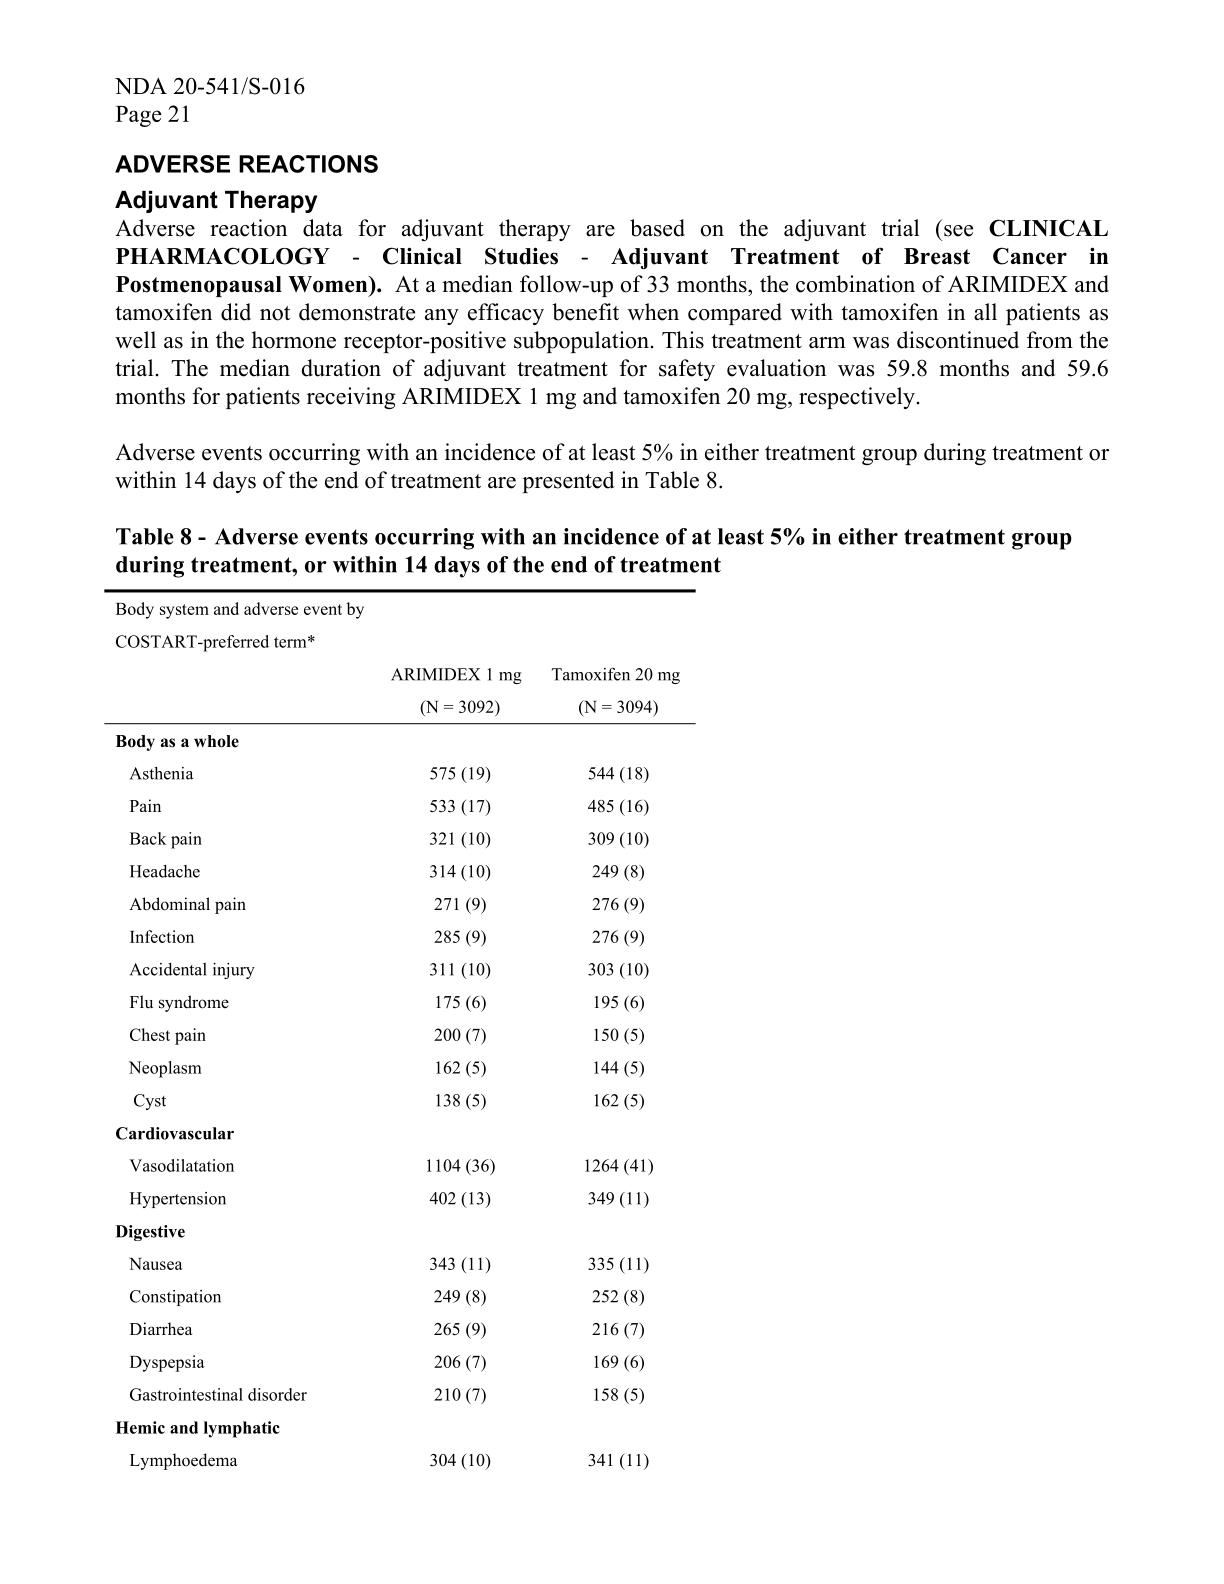 NDA 20-541/S-016
Page 21
ADVERSE REACTIONS
Adjuvant Therapy
Adverse reaction data for adjuvant therapy are based on the adjuvant trial (see CLINICAL
PHARMACOLOGY - Clinical Studies - Adjuvant Treatment of Breast Cancer in
Postmenopausal Women). At a median follow-up of 33 months, the combination of ARIMIDEX and
tamoxifen did not demonstrate any efficacy benefit when compared with tamoxifen in all patients as
well as in the hormone receptor-positive subpopulation. This treatment arm was discontinued from the
trial. The median duration of adjuvant treatment for safety evaluation was 59.8 months and 59.6
months for patients receiving ARIMIDEX 1 mg and tamoxifen 20 mg, respectively.
Adverse events occurring with an incidence of at least 5% in either treatment group during treatment or
within 14 days of the end of treatment are presented in Table 8.
Table 8 - Adverse events occurring with an incidence of at least 5% in either treatment group
during treatment, or within 14 days of the end of treatment
Body system and adverse event by
COSTART-preferred term*
ARIMIDEX 1 mg Tamoxifen 20 mg
(N = 3092) (N = 3094)
Body as a whole
Asthenia 575 (19) 544 (18)
Pain 533 (17) 485 (16)
Back pain 321 (10) 309 (10)
Headache 314 (10) 249 (8)
Abdominal pain 271 (9) 276 (9)
Infection 285 (9) 276 (9)
Accidental injury 311 (10) 303 (10)
Flu syndrome 175 (6) 195 (6)
Chest pain 200 (7) 150 (5)
Neoplasm 162 (5) 144 (5)
Cyst 138 (5) 162 (5)
Cardiovascular
Vasodilatation 1104 (36) 1264 (41)
Hypertension 402 (13) 349 (11)
Digestive
Nausea 343 (11) 335 (11)
Constipation 249 (8) 252 (8)
Diarrhea 265 (9) 216 (7)
Dyspepsia 206 (7) 169 (6)
Gastrointestinal disorder 210 (7) 158 (5)
Hemic and lymphatic
Lymphoedema 304 (10) 341 (11)